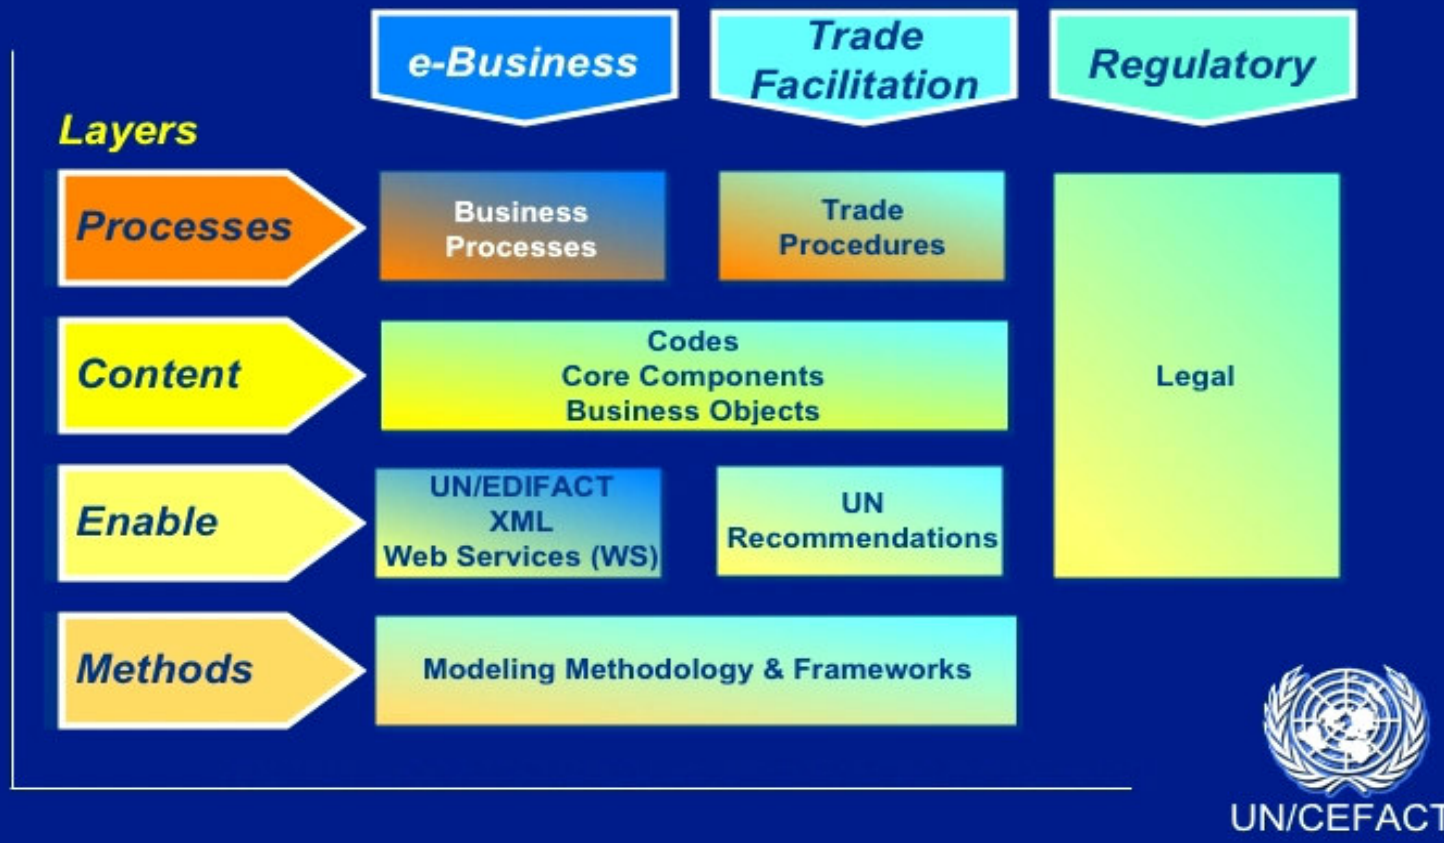 e-Business
Trade
Facilitation
Regulatory
Layers
Processes
Business
Processes
Trade
Procedures
Content
Codes
Core Components
Business Objects
Legal
Enable
UN/EDIFACT
XML
Web Services (WS)
UN
Recommendations
Methods
Modeling Methodology & Frameworks
UN/CEFACT